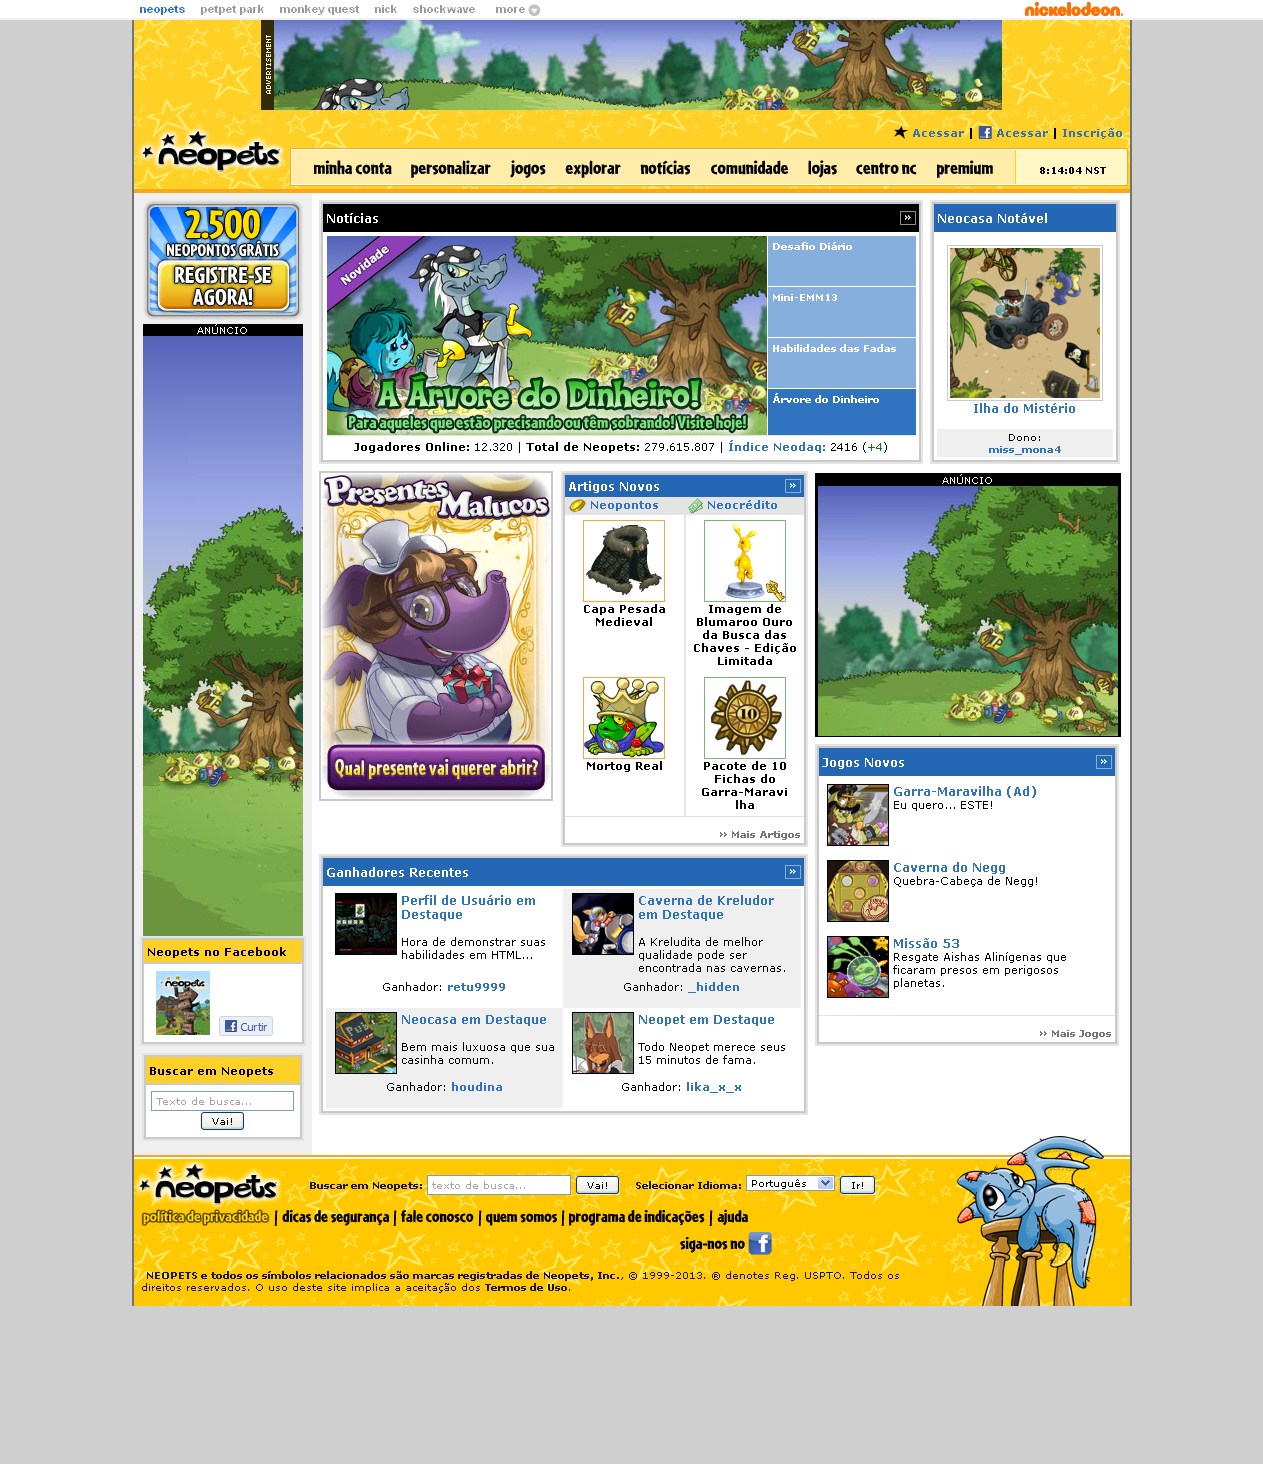 neopets petpet park monkey quest nick shockwave more
nickelodeon
ADVERTISEMENT
Acessar | Acessar | Inscrição
neopets
minha conta personalizar jogos explorar notícias comunidade lojas centro nc premium
8:14:04 NST
2.500
NEOPONTOS GRÁTIS
REGISTRE-SE
AGORA!
ANÚNCIO
Notícias
Novidade
A Árvore do Dinheiro!
Para aqueles que estão precisando ou têm sobrando! Visite hoje!
Desafio Diário
Mini-EMM13
Habilidades das Fadas
Árvore do Dinheiro
Jogadores Online: 12.320 | Total de Neopets: 279.615.807 | Índice Neodaq: 2416 (+4)
Neocasa Notável
Ilha do Mistério
Dono:
miss_mona4
Presentes
Malucos
Qual presente vai querer abrir?
Artigos Novos
Neopontos Neocrédito
Capa Pesada
Medieval
Imagem de
Blumaroo Ouro
da Busca das
Chaves - Edição
Limitada
Mortog Real
10
Pacote de 10
Fichas do
Garra-Maravi
lha
Mais Artigos
ANÚNCIO
Jogos Novos
Garra-Maravilha (Ad)
Eu quero... ESTE!
Caverna do Negg
Quebra-Cabeça de Negg!
Missão 53
Resgate Aishas Alinígenas que
ficaram presos em perigosos
planetas.
Mais Jogos
Ganhadores Recentes
Perfil de Usuário em
Destaque
Hora de demonstrar suas
habilidades em HTML...
Ganhador: retu9999
Caverna de Kreludor
em Destaque
A Kreludita de melhor
qualidade pode ser
encontrada nas cavernas.
Ganhador: _hidden
Neocasa em Destaque
Bem mais luxuosa que sua
casinha comum.
Ganhador: houdina
Neopet em Destaque
Todo Neopet merece seus
15 minutos de fama.
Ganhador: lika_x_x
Neopets no Facebook
neopets
Curtir
Buscar em Neopets
Texto de busca...
Vai!
neopets
Buscar em Neopets: texto de busca... Vai! Selecionar Idioma: Português Ir!
política de privacidade | dicas de segurança | fale conosco | quem somos | programa de indicações | ajuda
siga-nos no
NEOPETS e todos os símbolos relacionados são marcas registradas de Neopets, Inc., © 1999-2013. ® denotes Reg. USPTO. Todos os
direitos reservados. O uso deste site implica a aceitação dos Termos de Uso.